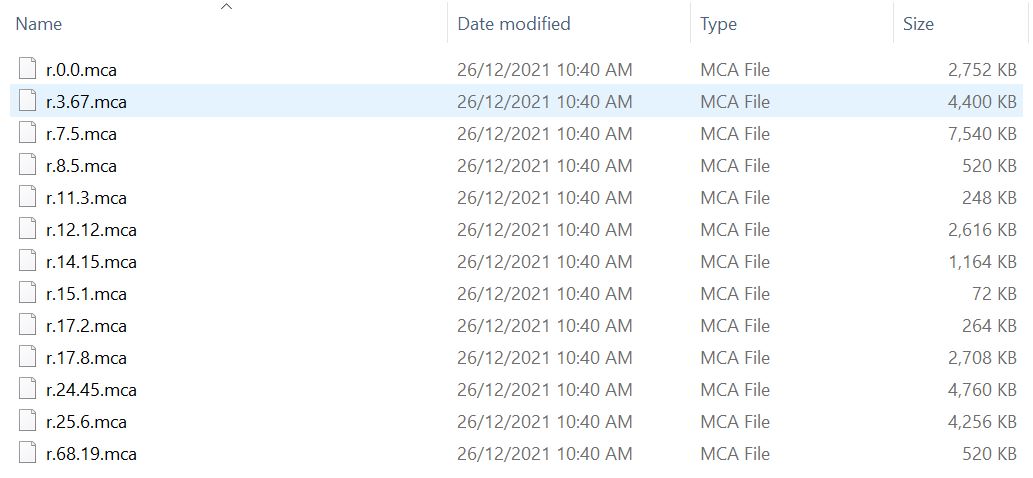 Name Date modified Type Size
r.0.0.mca 26/12/2021 10:40 AM MCA File 2,752 KB
r.3.67.mca 26/12/2021 10:40 AM MCA File 4,400 KB
r.7.5.mca 26/12/2021 10:40 AM MCA File 7,540 KB
r.8.5.mca 26/12/2021 10:40 AM MCA File 520 KB
r.11.3.mca 26/12/2021 10:40 AM MCA File 248 KB
r.12.12.mca 26/12/2021 10:40 AM MCA File 2,616 KB
r.14.15.mca 26/12/2021 10:40 AM MCA File 1,164 KB
r.15.1.mca 26/12/2021 10:40 AM MCA File 72 KB
r.17.2.mca 26/12/2021 10:40 AM MCA File 264 KB
r.17.8.mca 26/12/2021 10:40 AM MCA File 2,708 KB
r.24.45.mca 26/12/2021 10:40 AM MCA File 4,760 KB
r.25.6.mca 26/12/2021 10:40 AM MCA File 4,256 KB
r.68.19.mca 26/12/2021 10:40 AM MCA File 520 KB